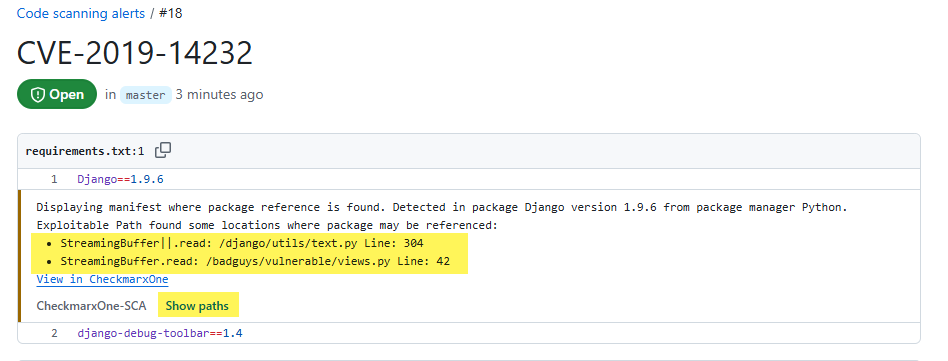 Code scanning alerts / #18
CVE-2019-14232
Open in master 3 minutes ago
requirements.txt:1
1 Django==1.9.6
Displaying manifest where package reference is found. Detected in package Django version 1.9.6 from package manager Python.
Exploitable Path found some locations where package may be referenced:
• StreamingBuffer||.read: /django/utils/text.py Line: 304
• StreamingBuffer.read: /badguys/vulnerable/views.py Line: 42
View in CheckmarxOne
CheckmarxOne-SCA Show paths
2 django-debug-toolbar==1.4